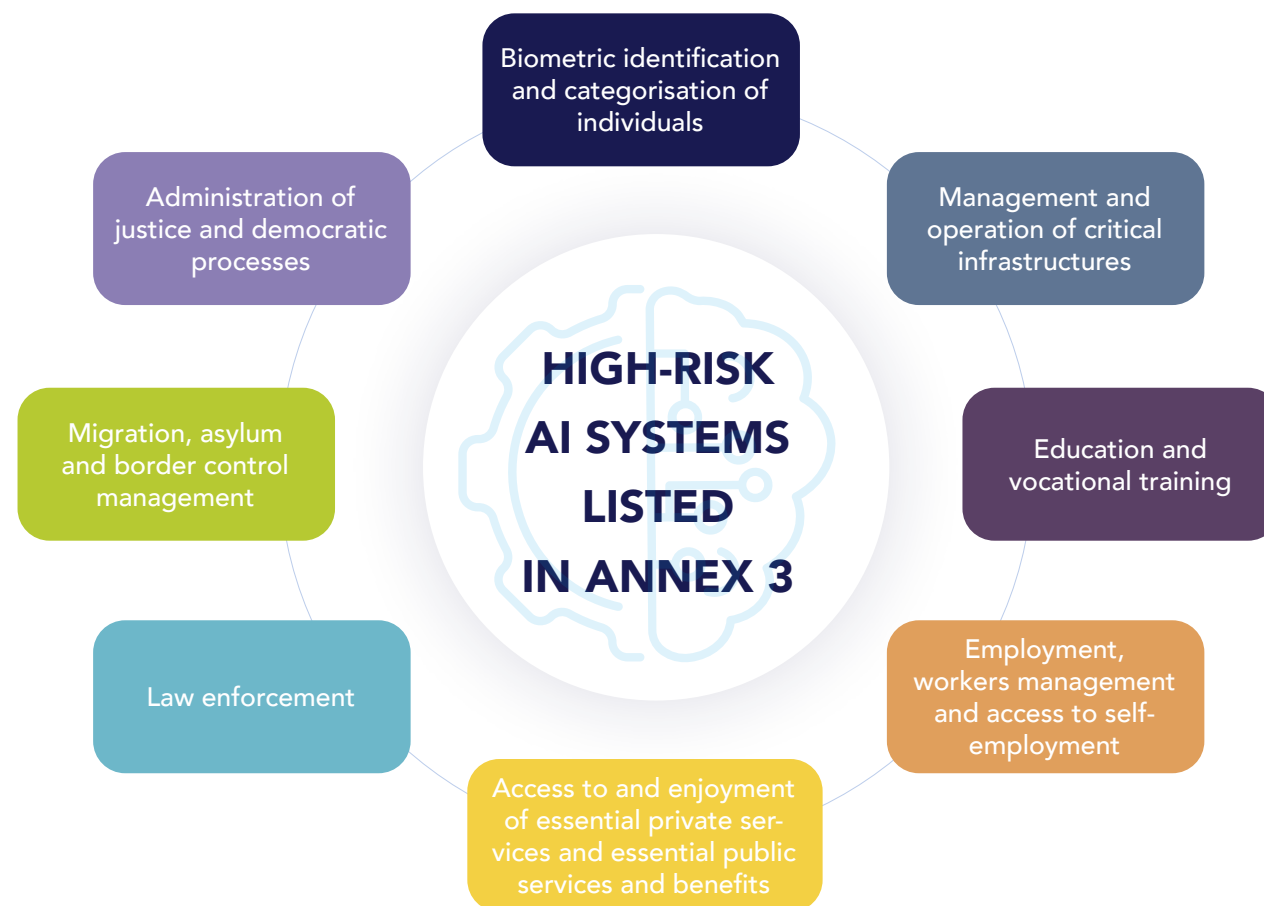 Biometric identification
and categorisation of
individuals
Administration of
justice and democratic
processes
Management and
operation of critical
infrastructures
HIGH-RISK
AI SYSTEMS
LISTED
IN ANNEX 3
Migration, asylum
and border control
management
Education and
vocational training
Law enforcement
Employment,
workers management
and access to self-
employment
Access to and enjoyment
of essential private ser-
vices and essential public
services and benefits